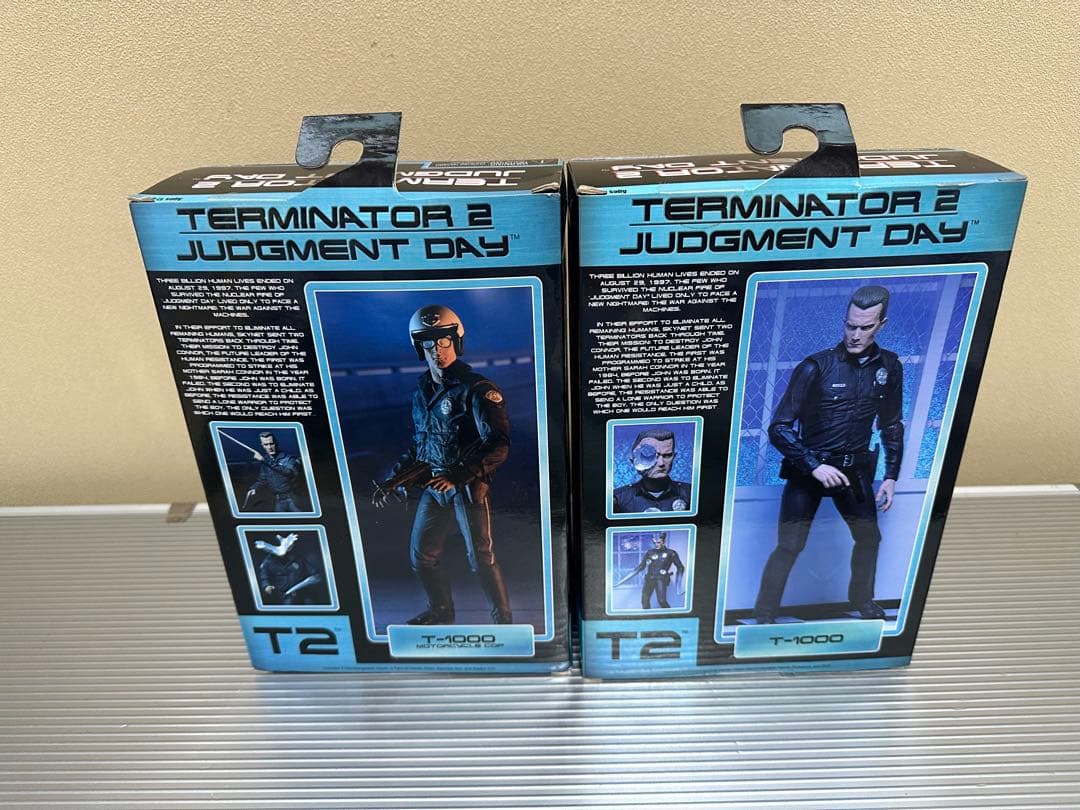 TERMINATOR 2
JUDGMENT DAY™
THREE BILLION HUMAN LIVES ENDED ON
AUGUST 29, 1997. THE FEW WHO
SURVIVED THE NUCLEAR FIRE OF
JUDGMENT DAY LIVED ONLY TO FACE A
NEW NIGHTMARE: THE WAR AGAINST THE
MACHINES.
IN THEIR EFFORT TO ELIMINATE ALL
REMAINING HUMANS, SKYNET SENT TWO
TERMINATORS BACK THROUGH TIME.
THEIR MISSION: TO DESTROY JOHN
CONNOR, THE FUTURE LEADER OF THE
HUMAN RESISTANCE. THE FIRST WAS
PROGRAMMED TO STRIKE AT HIS
MOTHER SARAH CONNOR IN THE YEAR
1984, BEFORE JOHN WAS BORN. IT
FAILED. THE SECOND WAS TO ELIMINATE
JOHN WHEN HE WAS JUST A CHILD. AS
BEFORE, THE RESISTANCE WAS ABLE TO
SEND A LONE WARRIOR TO PROTECT
THE BOY. THE ONLY QUESTION WAS
WHICH ONE WOULD REACH HIM FIRST.
T2
T-1000
MOTORCYCLE COP
TERMINATOR 2
JUDGMENT DAY™
THREE BILLION HUMAN LIVES ENDED ON
AUGUST 29, 1997. THE FEW WHO
SURVIVED THE NUCLEAR FIRE OF
"JUDGMENT DAY" LIVED ONLY TO FACE A
NEW NIGHTMARE: THE WAR AGAINST THE
MACHINES.
IN THEIR EFFORT TO ELIMINATE ALL
REMAINING HUMANS, SKYNET SENT TWO
TERMINATORS BACK THROUGH TIME.
THEIR MISSION: TO DESTROY JOHN
CONNOR, THE FUTURE LEADER OF THE
HUMAN RESISTANCE. THE FIRST WAS
PROGRAMMED TO STRIKE AT HIS
MOTHER SARAH CONNOR IN THE YEAR
1984, BEFORE JOHN WAS BORN. IT
FAILED. THE SECOND WAS TO ELIMINATE
JOHN WHEN HE WAS JUST A CHILD. AS
BEFORE, THE RESISTANCE WAS ABLE TO
SEND A LONE WARRIOR TO PROTECT
THE BOY. THE ONLY QUESTION WAS
WHICH ONE WOULD REACH HIM FIRST.
T2
T-1000